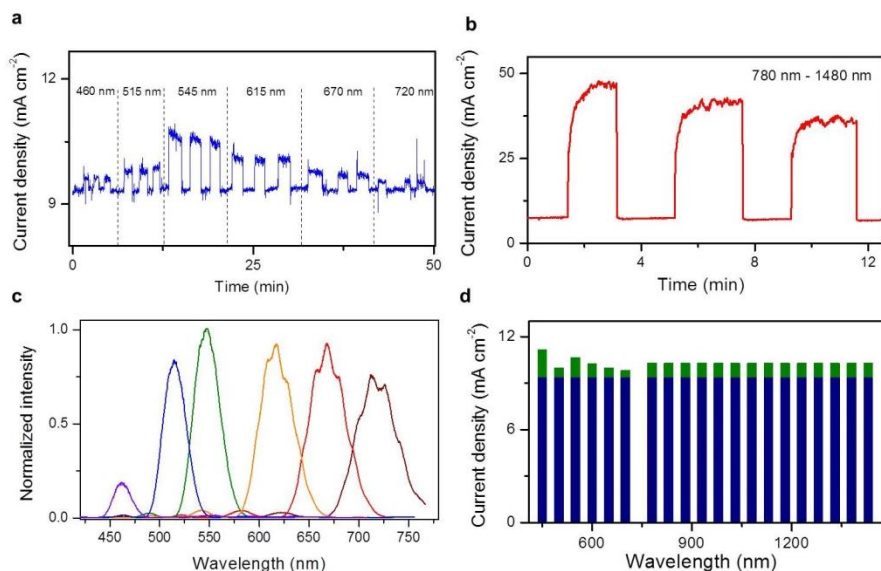 a
12
9
460 nm 515 nm 545 nm 615 nm 670 nm 720 nm
0 25 50
Time (min)
Current density (mA cm⁻²)
b
50
25
0
780 nm - 1480 nm
0 4 8 12
Time (min)
Current density (mA cm⁻²)
c
1.0
0.5
0.0
450 500 550 600 650 700 750
Wavelength (nm)
Normalized intensity
d
12
6
0
600 900 1200
Wavelength (nm)
Current density (mA cm⁻²)